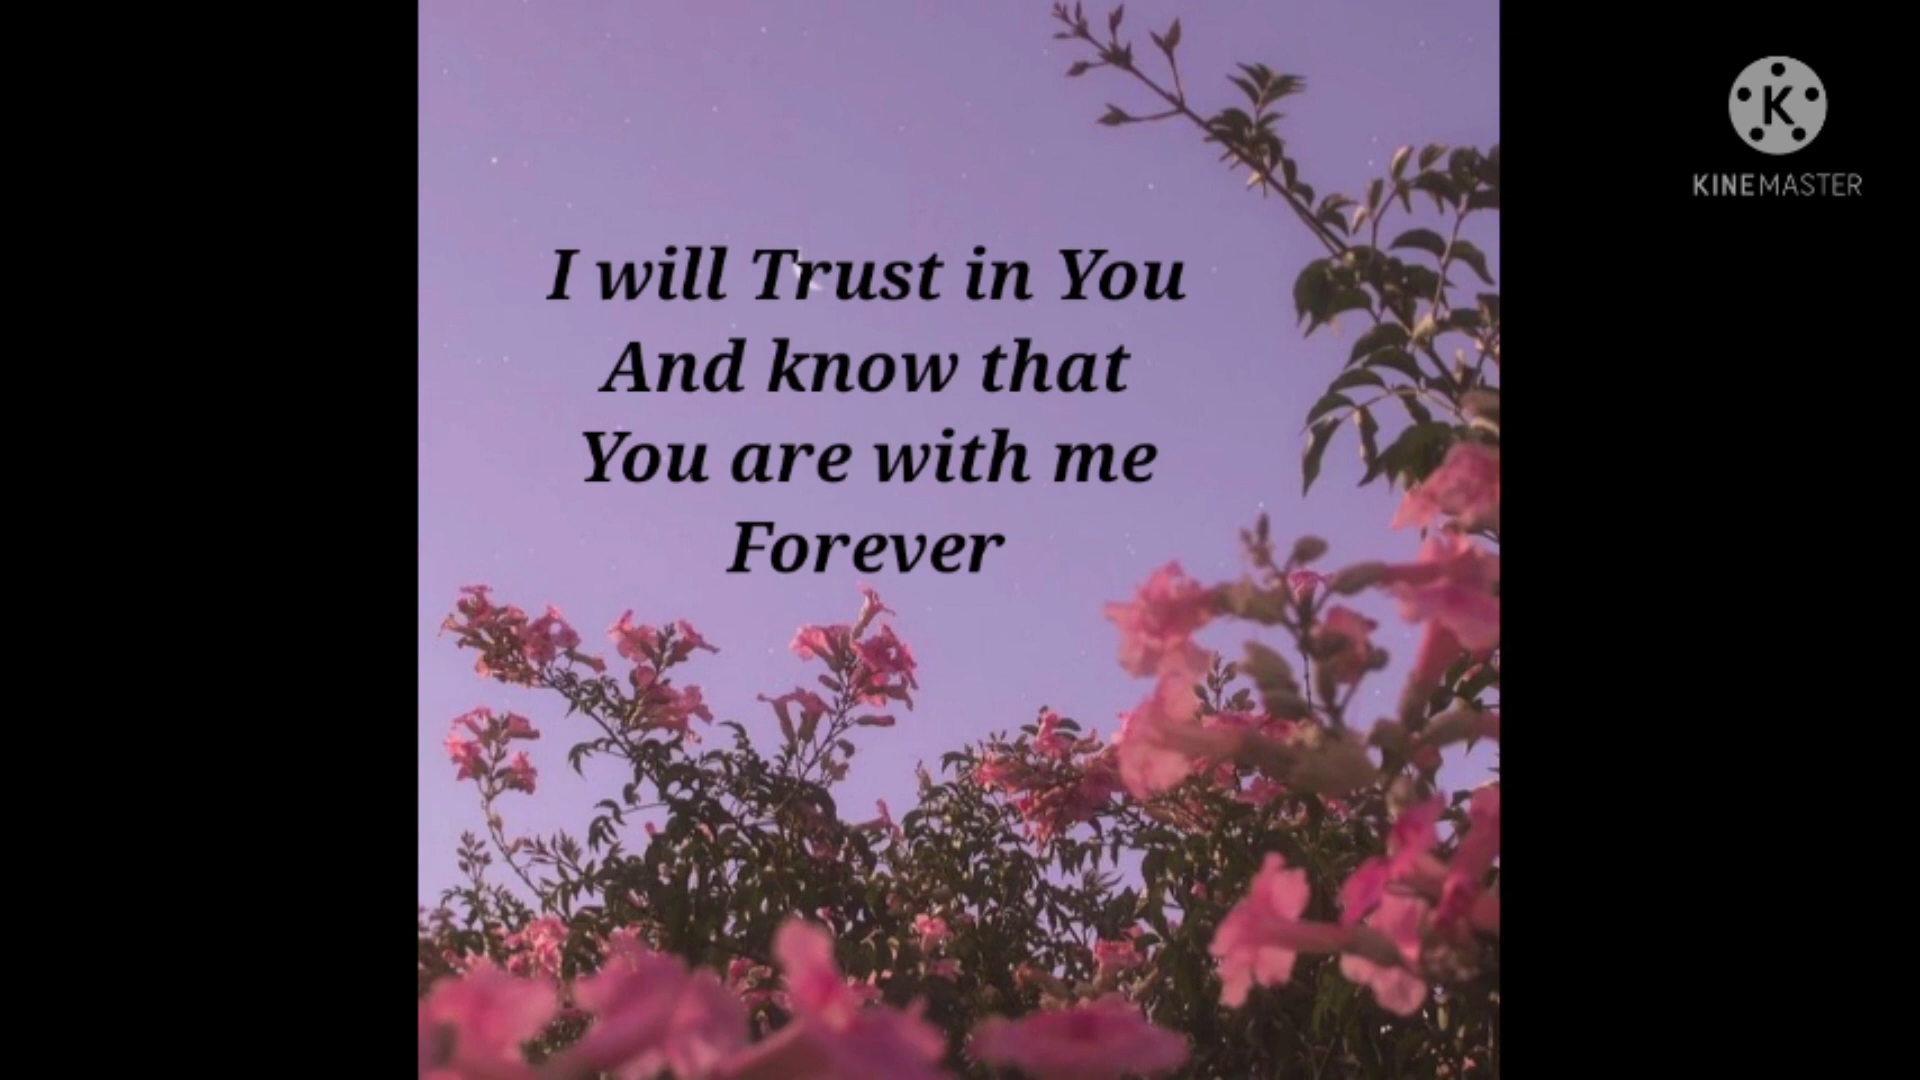 I will Trust in You
And know that
You are with me
Forever
K
KINEMASTER